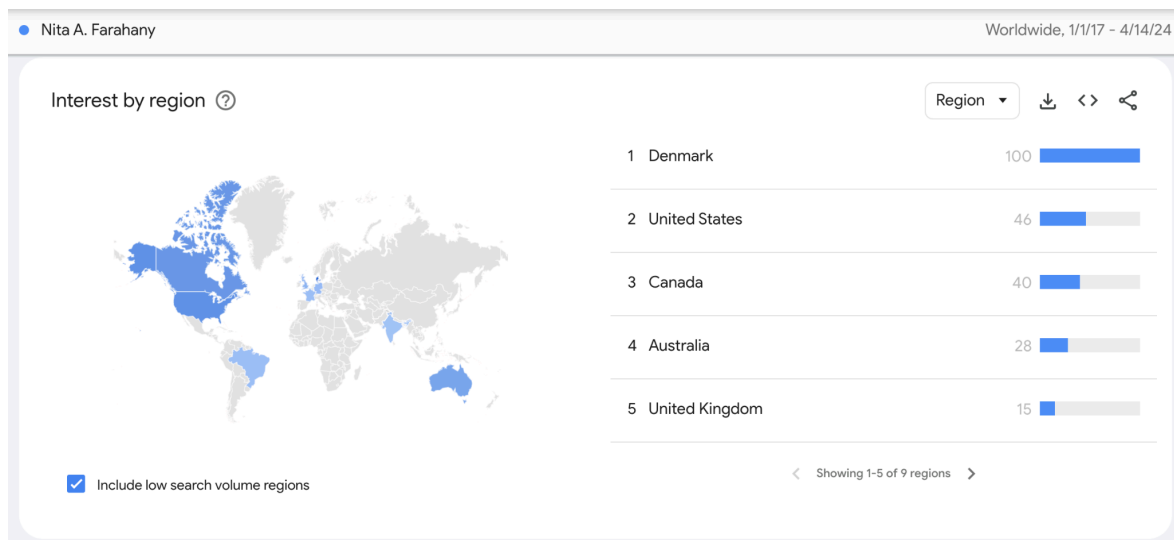 Nita A. Farahany Worldwide, 1/1/17 - 4/14/24
Interest by region ? Region
1 Denmark 100
2 United States 46
3 Canada 40
4 Australia 28
5 United Kingdom 15
Showing 1-5 of 9 regions
Include low search volume regions